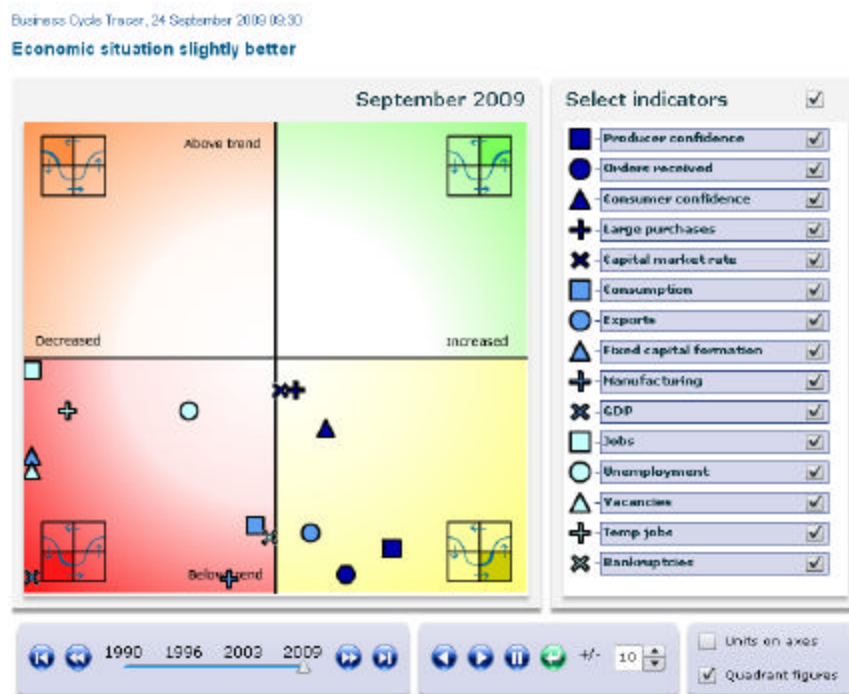 Business Cycle Tracer, 24 September 2009 09:30
Economic situation slightly better
September 2009
Select indicators
Above trend
Decreased
Increased
Below trend
Producer confidence
Orders received
Consumer confidence
Large purchases
Capital market rate
Consumption
Exports
Fixed capital formation
Manufacturing
GDP
Jobs
Unemployment
Vacancies
Temp jobs
Bankruptcies
1990 1996 2003 2009
+/- 10
Units on axes
Quadrant figures